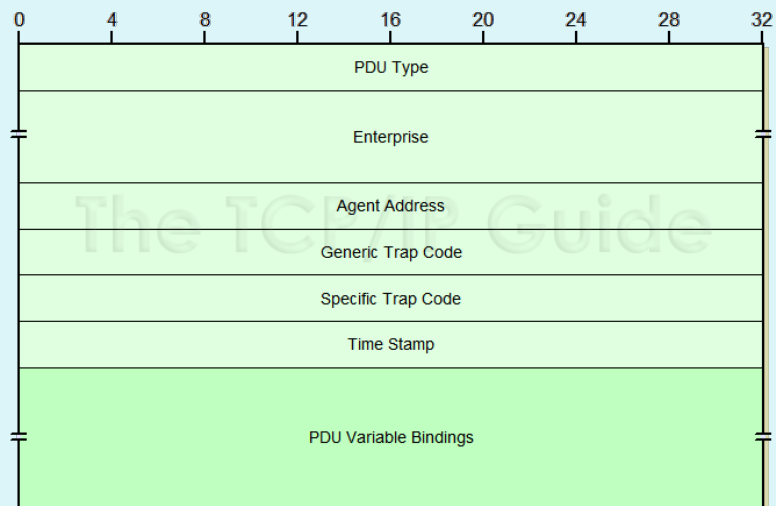 0 4 8 12 16 20 24 28 32
PDU Type
Enterprise
Agent Address
The TCP/IP Guide
Generic Trap Code
Specific Trap Code
Time Stamp
PDU Variable Bindings